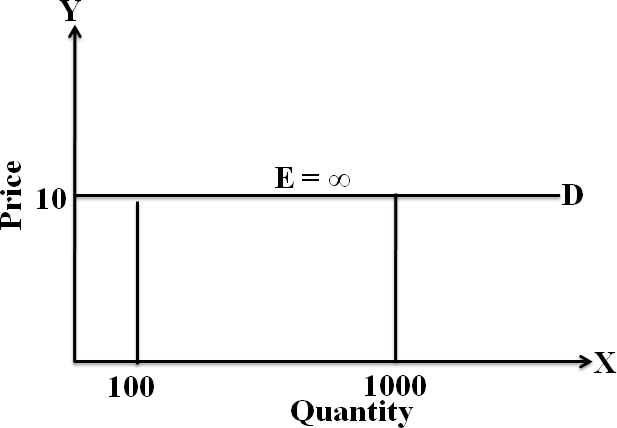 Y
E = ∞
Price
10
D
X
100
1000
Quantity